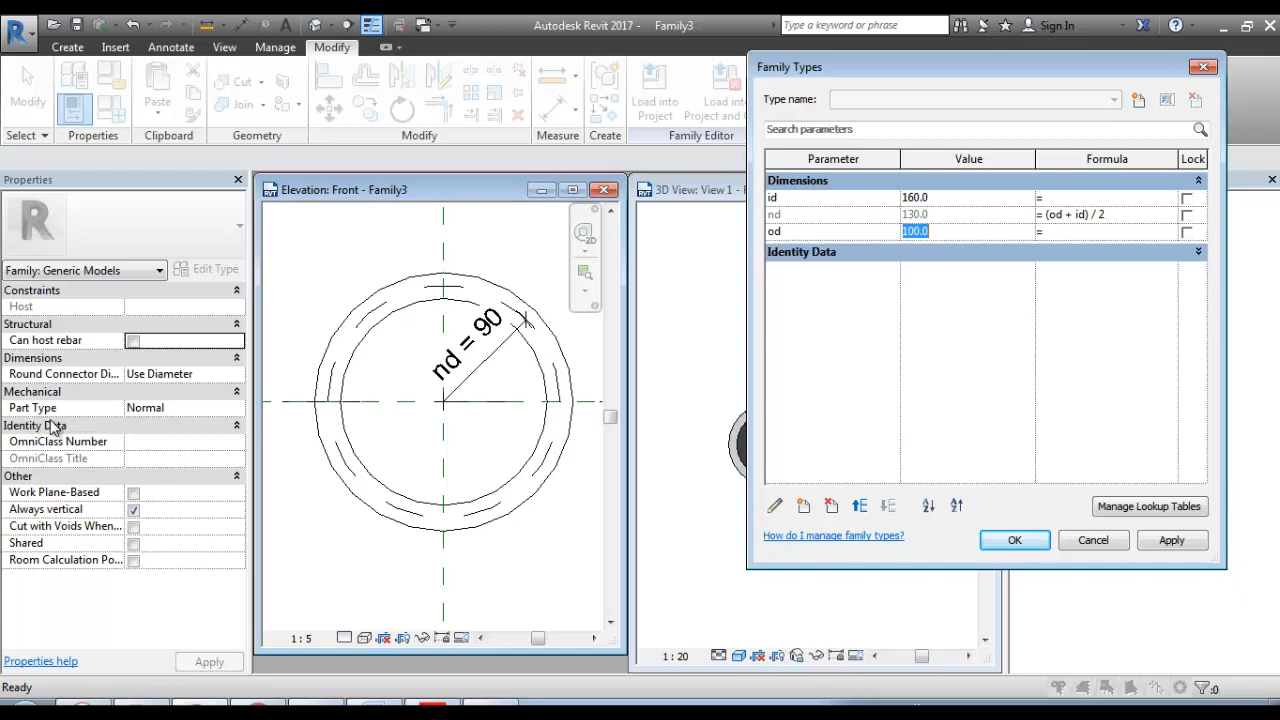 Autodesk Revit 2017 - Family3
Type a keyword or phrase
Sign In
Create Insert Annotate View Manage Modify
Modify
Paste
Cut
Join
Load into
Project
Load into
Project and
Select Properties Clipboard Geometry Modify Measure Create Family Editor
Properties
Family: Generic Models
Edit Type
Constraints
Host
Structural
Can host rebar
Dimensions
Round Connector Di... Use Diameter
Mechanical
Part Type Normal
Identity Data
OmniClass Number
OmniClass Title
Other
Work Plane-Based
Always vertical
Cut with Voids When...
Shared
Room Calculation Po...
Properties help
Apply
Ready
Elevation: Front - Family3
2D
nd = 90
1 : 5
3D View: View 1 -
1 : 20
Family Types
Type name:
Search parameters
Parameter Value Formula Lock
Dimensions
id 160.0 =
nd 130.0 = (od + id) / 2
od 100.0 =
Identity Data
Manage Lookup Tables
How do I manage family types?
OK Cancel Apply
:0